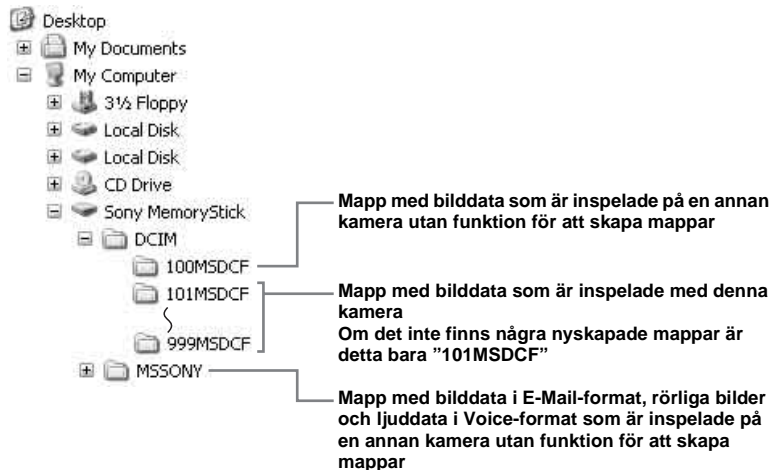 Desktop
My Documents
My Computer
3½ Floppy
Local Disk
Local Disk
CD Drive
Sony MemoryStick
DCIM
100MSDCF
101MSDCF
999MSDCF
MSSONY
Mapp med bilddata som är inspelade på en annan
kamera utan funktion för att skapa mappar
Mapp med bilddata som är inspelade med denna
kamera
Om det inte finns några nyskapade mappar är
detta bara ”101MSDCF”
Mapp med bilddata i E-Mail-format, rörliga bilder
och ljuddata i Voice-format som är inspelade på
en annan kamera utan funktion för att skapa
mappar